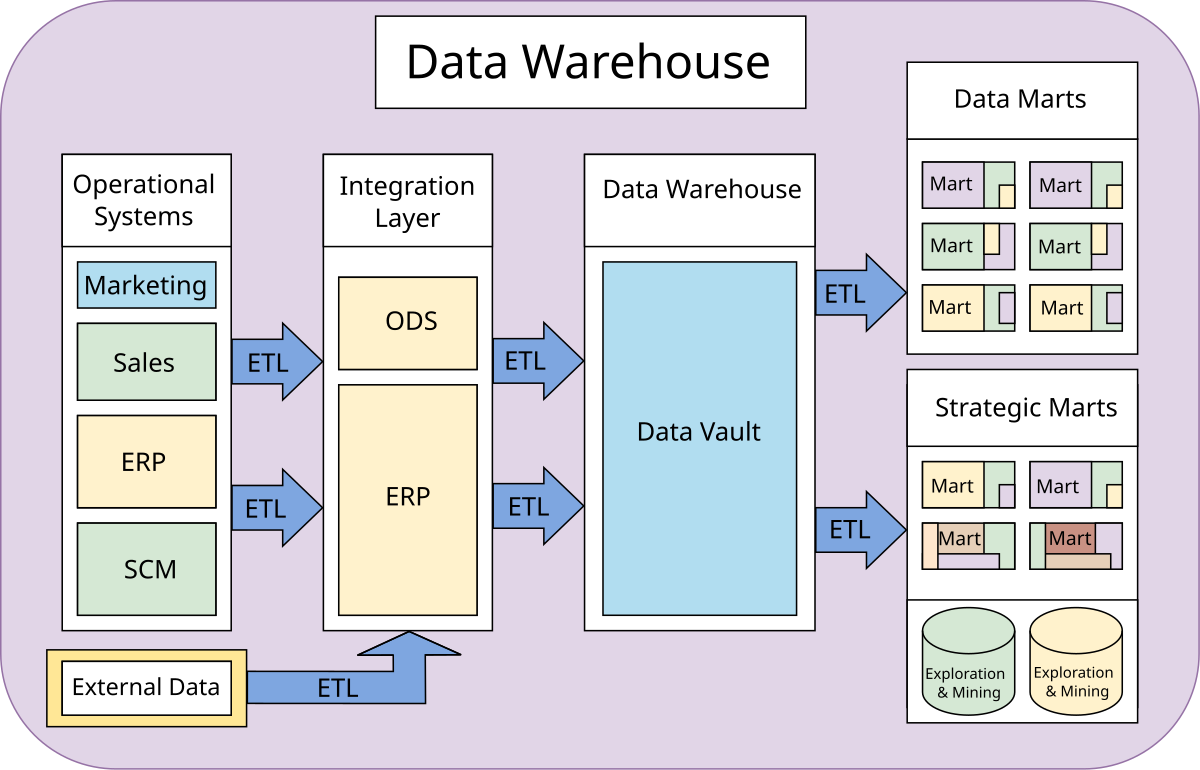 Data Warehouse
Operational
Systems
Marketing
Sales
ERP
SCM
External Data
ETL
ETL
ETL
Integration
Layer
ODS
ERP
ETL
ETL
Data Warehouse
Data Vault
ETL
ETL
Data Marts
Mart
Mart
Mart
Mart
Mart
Mart
Strategic Marts
Mart
Mart
Mart
Mart
Exploration
& Mining
Exploration
& Mining